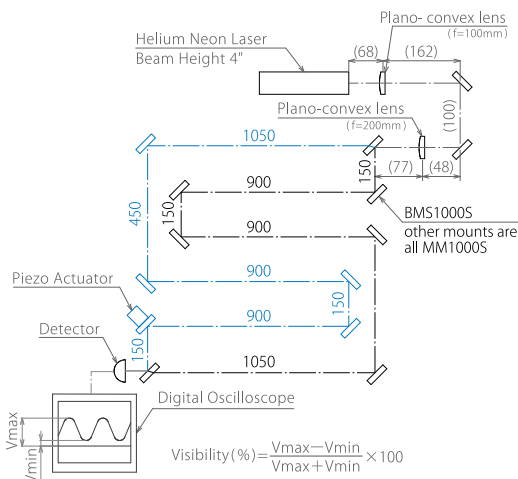 Plano- convex lens
(f=100mm)
Helium Neon Laser
Beam Height 4"
(68)
(162)
Plano-convex lens
(f=200mm)
(100)
1050
150
(77)
(48)
900
150
450
BMS1000S
other mounts are
all MM1000S
900
900
Piezo Actuator
150
900
Detector
150
1050
Digital Oscilloscope
Vmax
Vmin
Visibility(%)=Vmax−Vmin/Vmax+Vmin×100